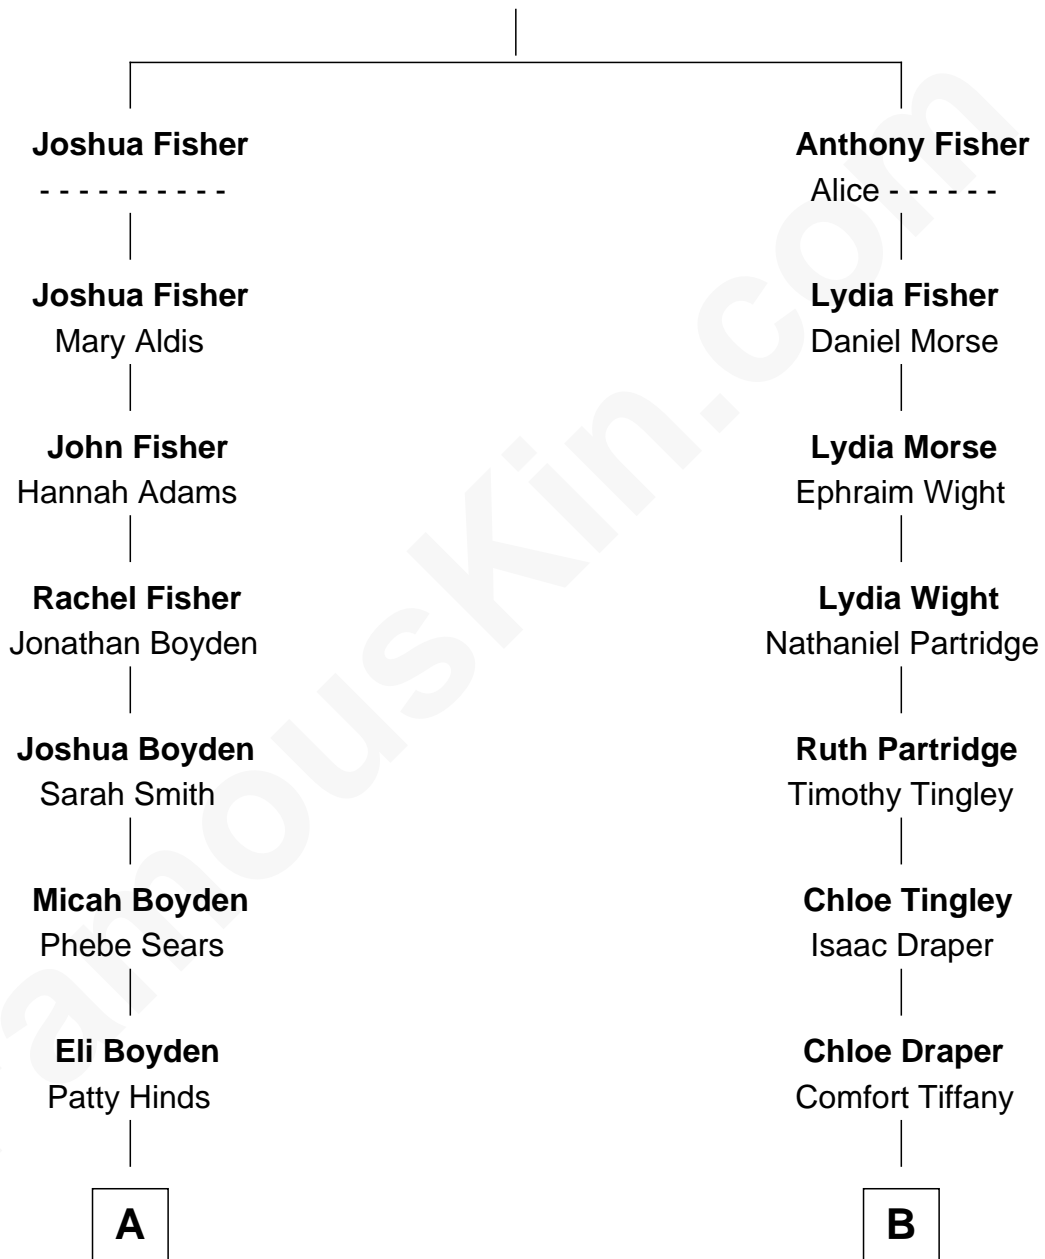 Joshua Fisher
- - - - - - - - - -
Joshua Fisher
Mary Aldis
John Fisher
Hannah Adams
Rachel Fisher
Jonathan Boyden
Joshua Boyden
Sarah Smith
Micah Boyden
Phebe Sears
Eli Boyden
Patty Hinds
A
Anthony Fisher
Alice - - - - - -
Lydia Fisher
Daniel Morse
Lydia Morse
Ephraim Wight
Lydia Wight
Nathaniel Partridge
Ruth Partridge
Timothy Tingley
Chloe Tingley
Isaac Draper
Chloe Draper
Comfort Tiffany
B
amousKin.com